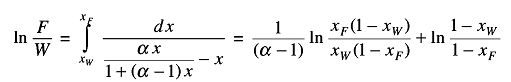 ln F/W = ∫_{x_W}^{x_F} dx / (αx / (1 + (α − 1)x) − x) = 1/(α − 1) ln x_F(1 − x_W) / x_W(1 − x_F) + ln (1 − x_W) / (1 − x_F)